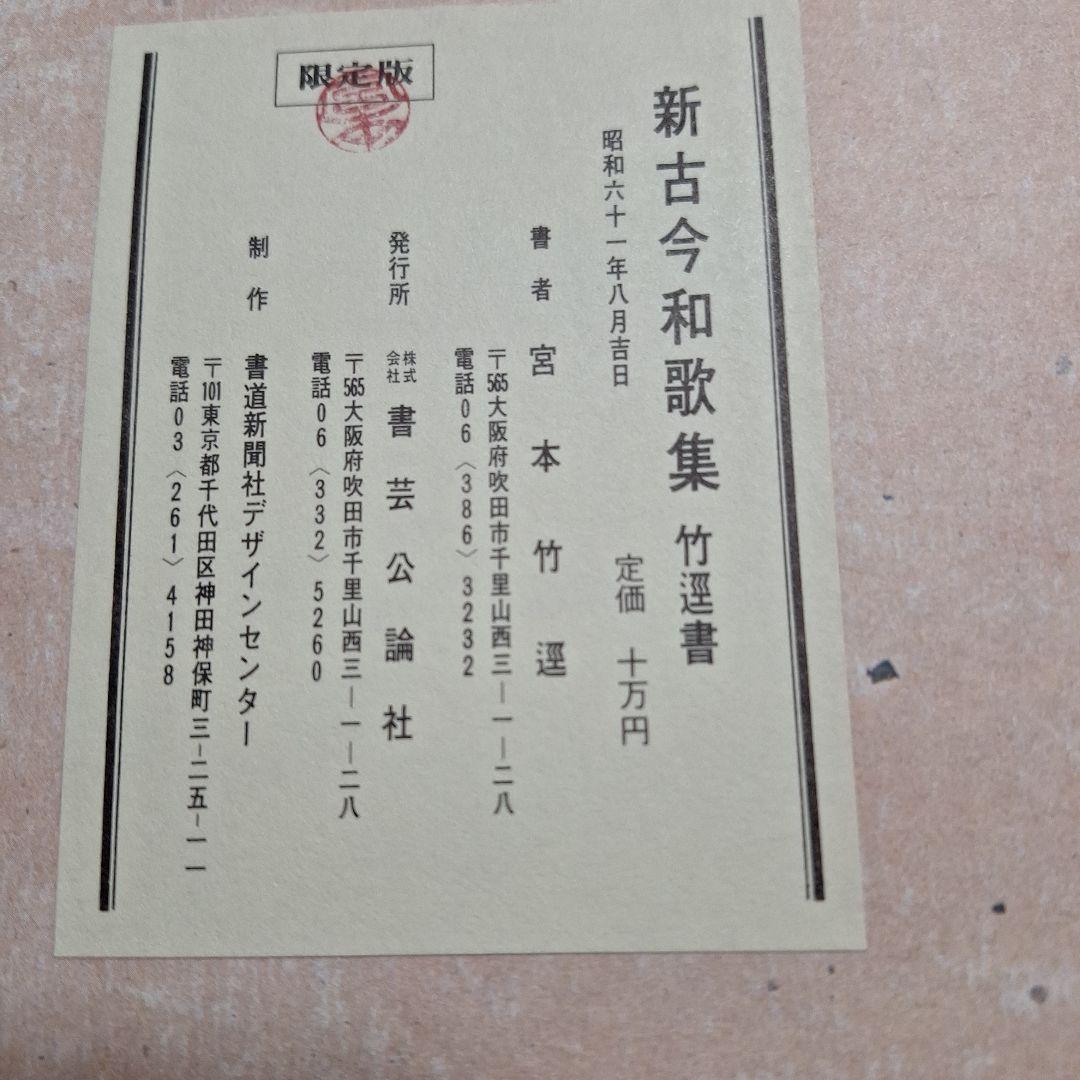 新古今和歌集 竹逕書
昭和六十一年八月吉日 定価 十万円
書者 宮本竹逕
〒565大阪府吹田市千里山西三―一―二八
電話06〈386〉3232
発行所 株式会社 書芸公論社
〒565大阪府吹田市千里山西三―一―二八
電話06〈332〉5260
制作 書道新聞社デザインセンター
〒101東京都千代田区神田神保町三-二五-一一
電話03〈261〉4158
限定版